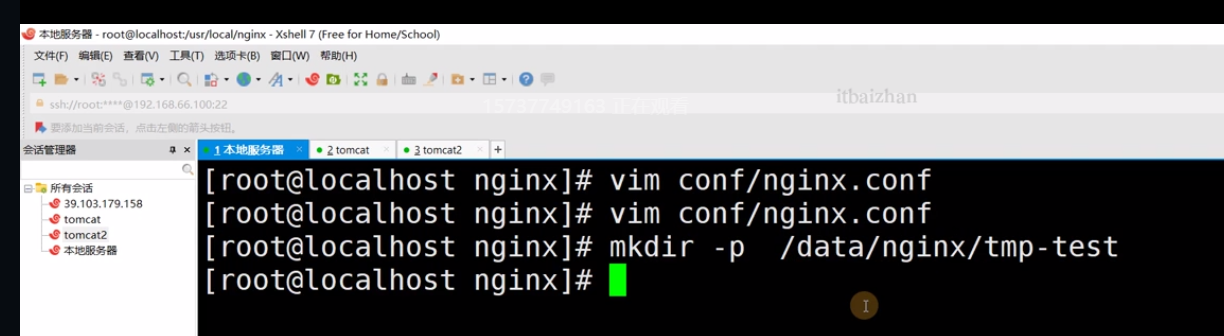 本地服务器 - root@localhost:/usr/local/nginx - Xshell 7 (Free for Home/School)
文件(F) 编辑(E) 查看(V) 工具(T) 选项卡(B) 窗口(W) 帮助(H)
ssh://root:****@192.168.66.100:22
itbaizhan
要添加当前会话，点击左侧的箭头按钮。
会话管理器
1 本地服务器 × 2 tomcat × 3 tomcat2 × +
所有会话
39.103.179.158
tomcat
tomcat2
本地服务器
[root@localhost nginx]# vim conf/nginx.conf
[root@localhost nginx]# vim conf/nginx.conf
[root@localhost nginx]# mkdir -p  /data/nginx/tmp-test
[root@localhost nginx]#